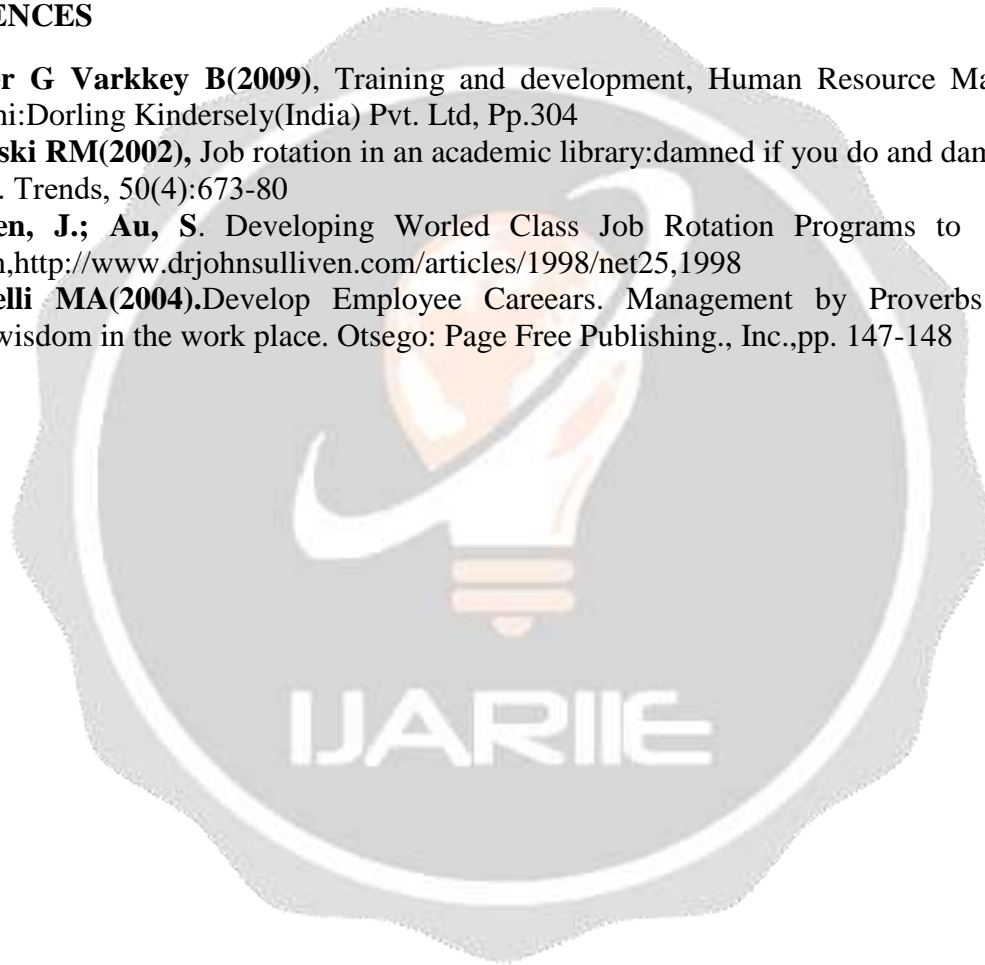 ENCES
er G Varkkey B(2009), Training and development, Human Resource Ma
ni:Dorling Kindersely(India) Pvt. Ltd, Pp.304
ski RM(2002), Job rotation in an academic library:damned if you do and dam
. Trends, 50(4):673-80
en, J.; Au, S. Developing Worled Class Job Rotation Programs to
n,http://www.drjohnsulliven.com/articles/1998/net25,1998
elli MA(2004).Develop Employee Careears. Management by Proverbs
wisdom in the work place. Otsego: Page Free Publishing., Inc.,pp. 147-148
IJARIIE